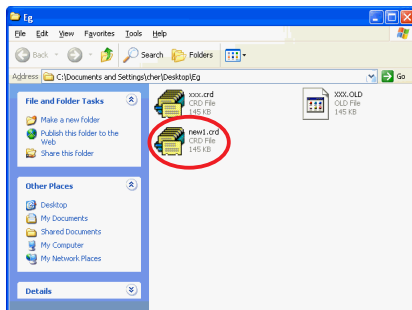 Eg
File Edit View Favorites Tools Help
Back Search Folders
Address C:\Documents and Settings\cher\Desktop\Eg Go
File and Folder Tasks
Make a new folder
Publish this folder to the
Web
Share this folder
Other Places
Desktop
My Documents
Shared Documents
My Computer
My Network Places
Details
xxx.crd
CRD File
145 KB
XXX.OLD
OLD File
145 KB
new1.crd
CRD File
145 KB